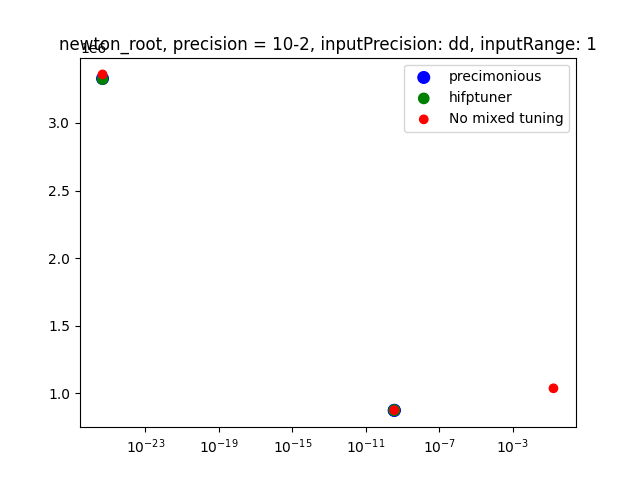 newton_root, precision = 10-2, inputPrecision: dd, inputRange: 1
1e6
precimonious
hifptuner
No mixed tuning
3.0
2.5
2.0
1.5
1.0
10⁻²³ 10⁻¹⁹ 10⁻¹⁵ 10⁻¹¹ 10⁻⁷ 10⁻³